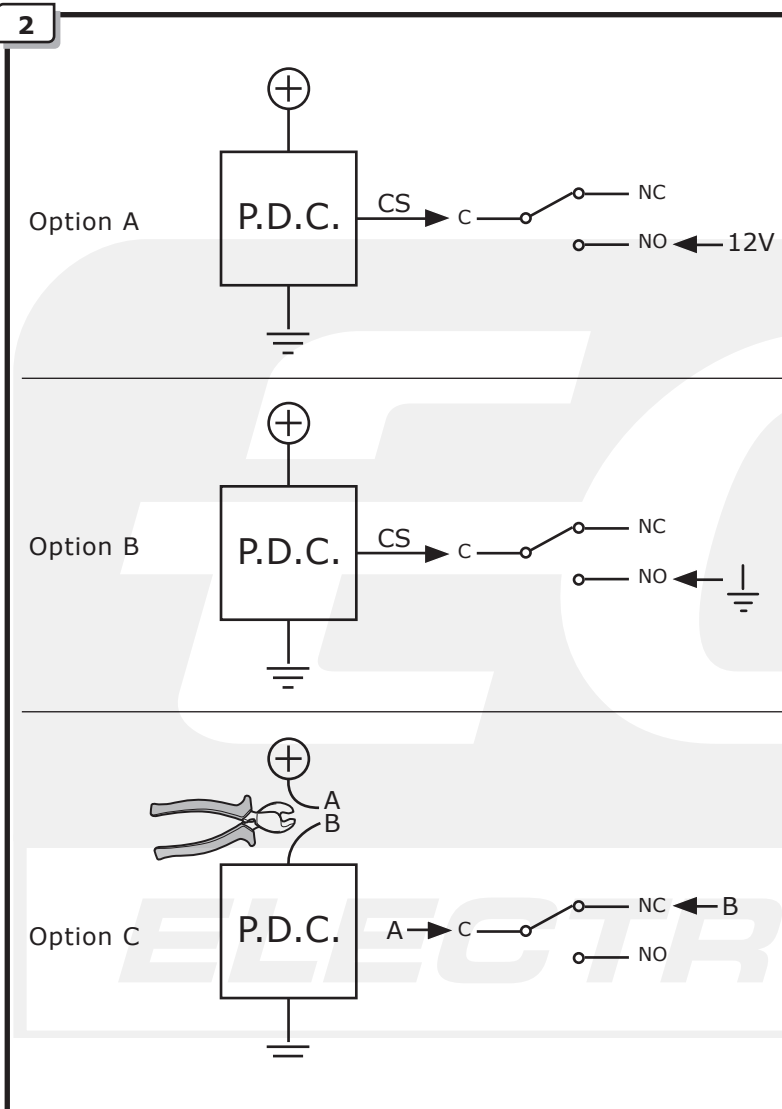 2
Option A
P.D.C.
CS
C
NC
NO
12V
Option B
P.D.C.
CS
C
NC
NO
A
B
Option C
P.D.C.
A
C
NC
B
NO
ELECTR